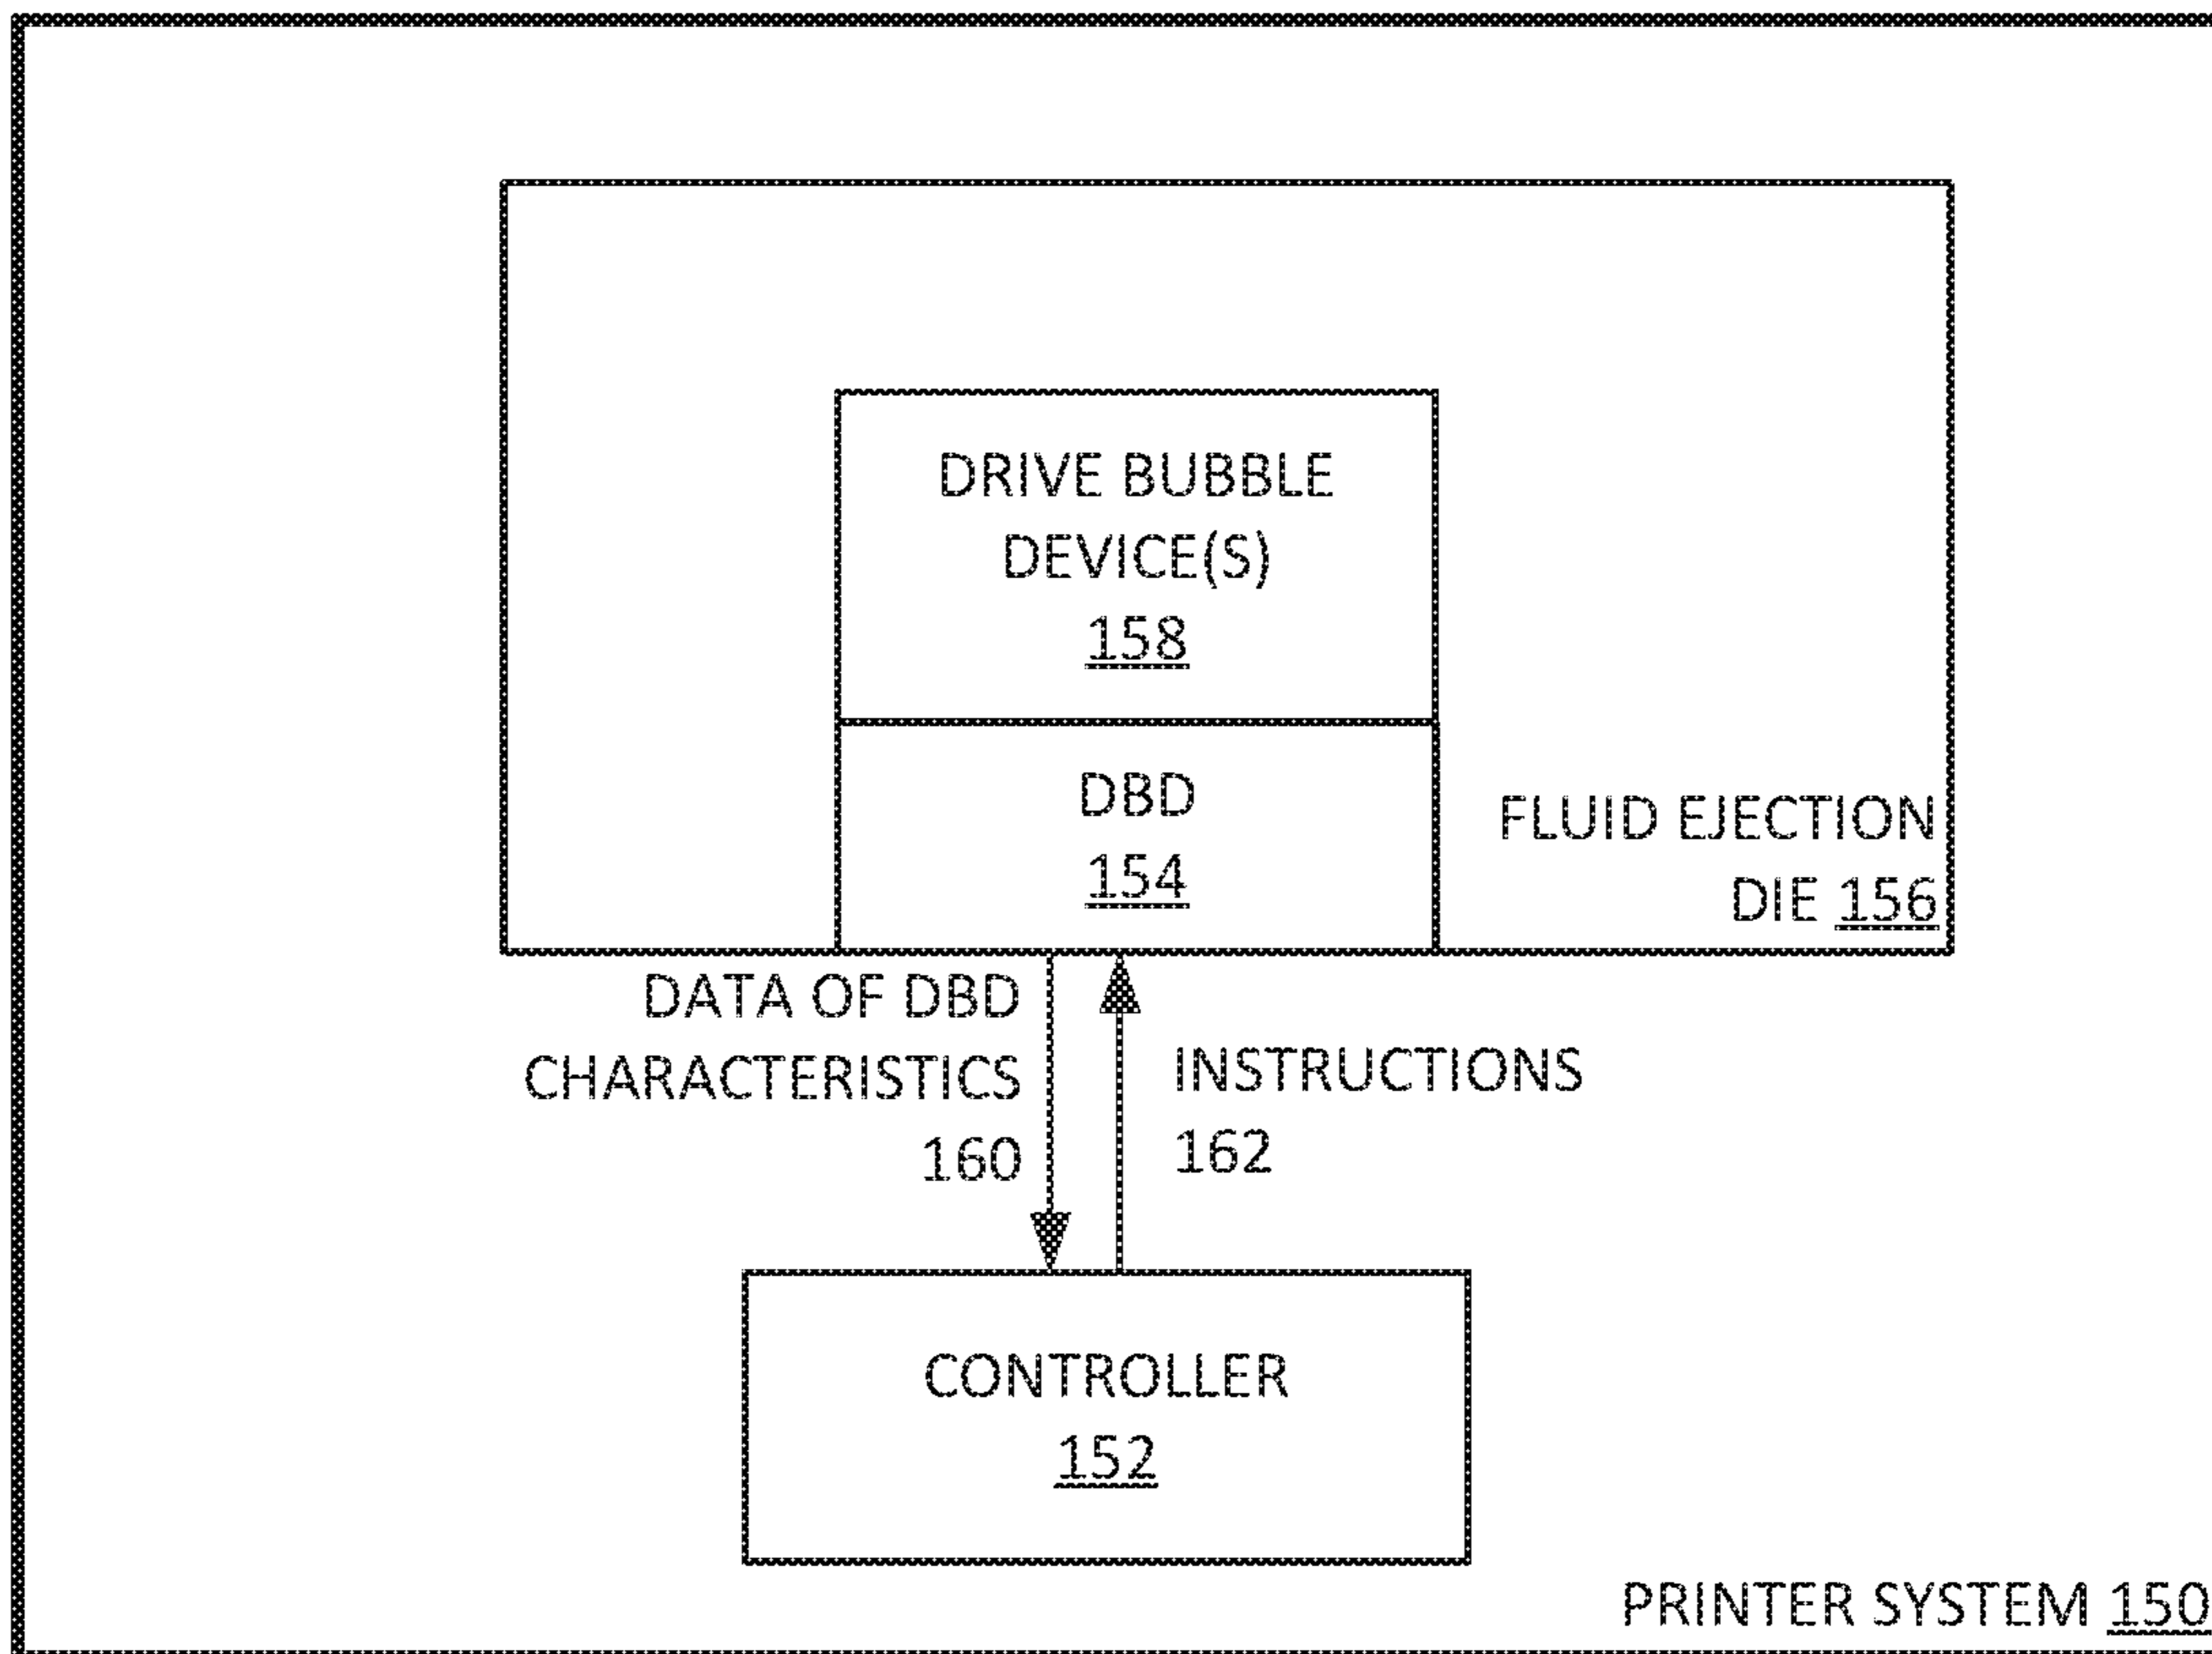 DRIVE BUBBLE
DEVICE(S)
158
DBD
154
FLUID EJECTION
DIE 156
DATA OF DBD
CHARACTERISTICS
160
INSTRUCTIONS
162
CONTROLLER
152
PRINTER SYSTEM 150